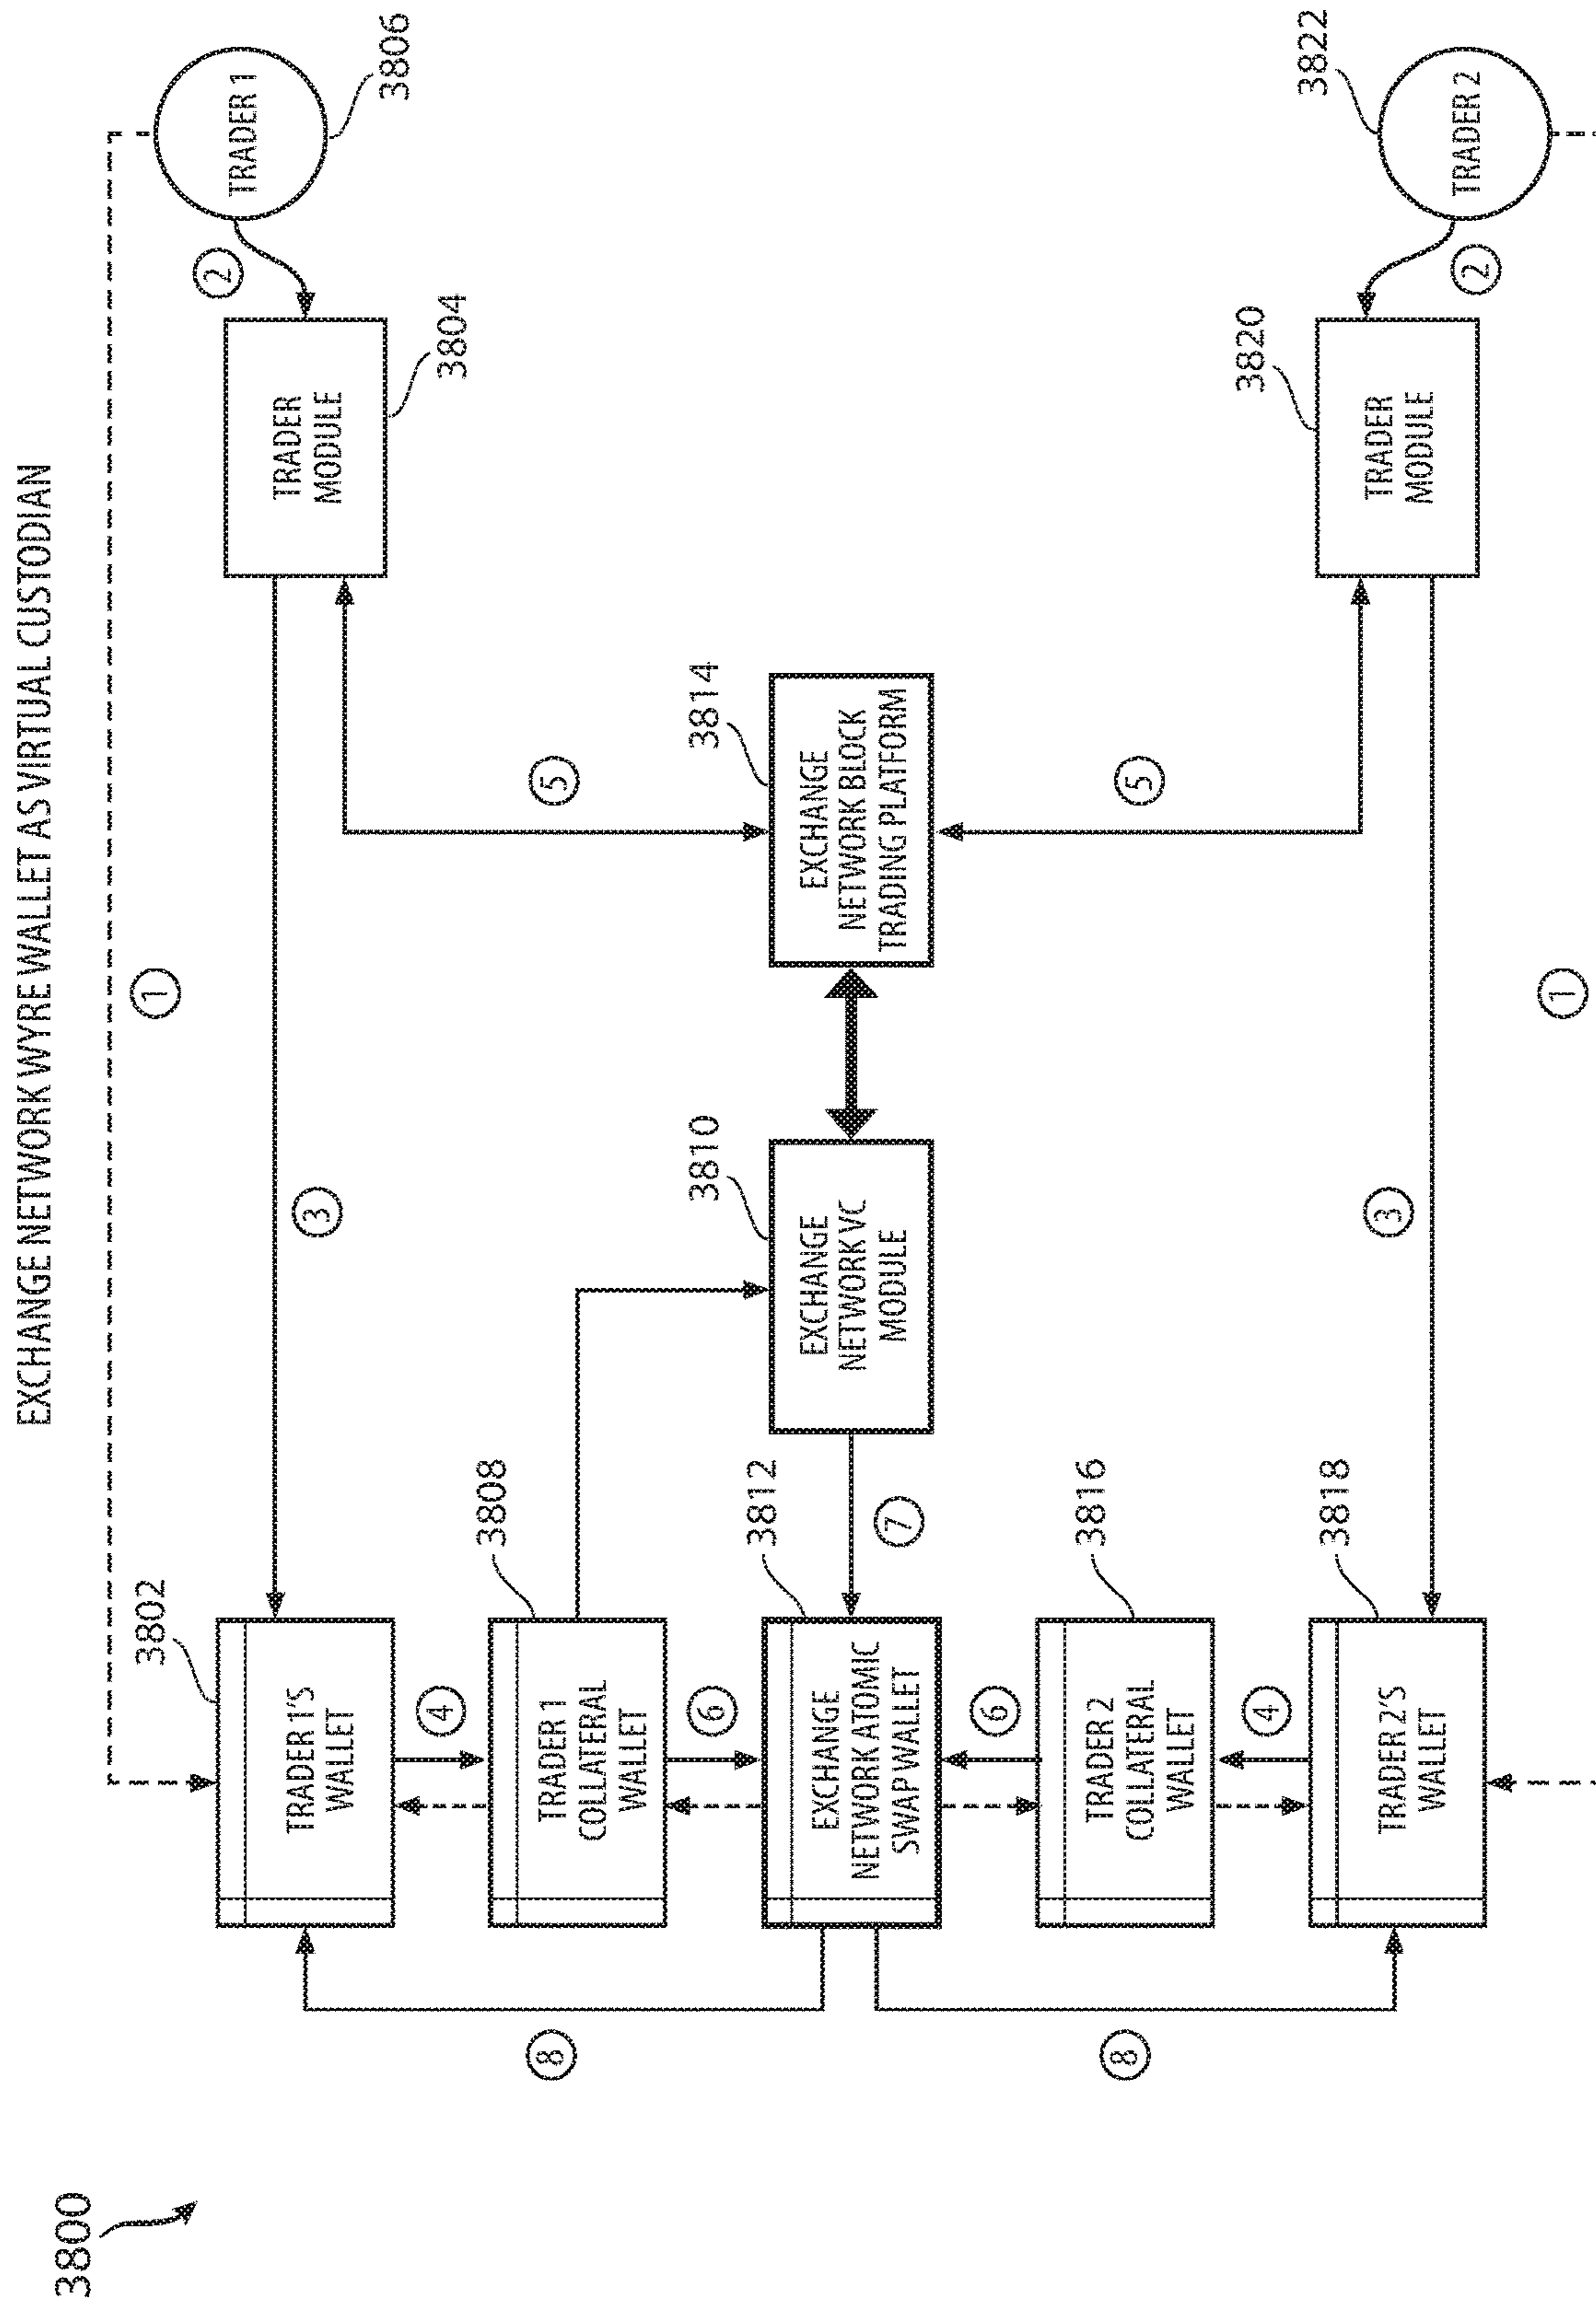 3800
EXCHANGE NETWORK WYRE WALLET AS VIRTUAL CUSTODIAN
1
3802
TRADER 1'S
WALLET
3
TRADER
MODULE
3804
2
TRADER 1
3806
8
4
3808
TRADER 1
COLLATERAL
WALLET
6
5
3812
EXCHANGE
NETWORK ATOMIC
SWAP WALLET
7
3810
EXCHANGE
NETWORK VC
MODULE
3814
EXCHANGE
NETWORK BLOCK
TRADING PLATFORM
8
6
3816
TRADER 2
COLLATERAL
WALLET
4
5
3818
TRADER 2'S
WALLET
3
3820
TRADER
MODULE
2
3822
TRADER 2
1